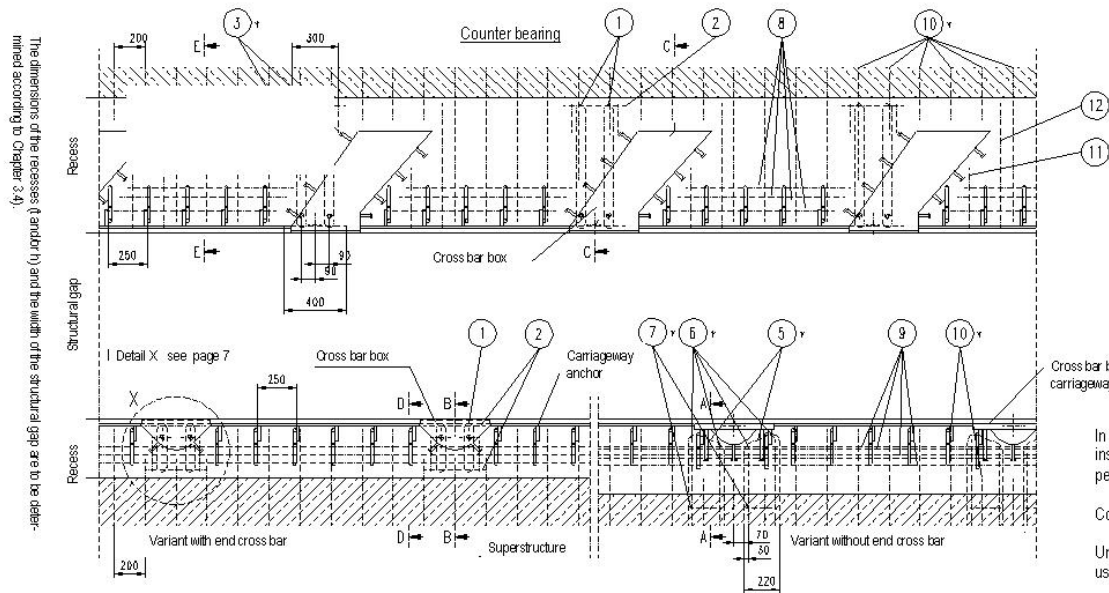 200
E
3 Y
300
Counter bearing
1
C
2
8
10 Y
12
11
Recess
Cross bar box
E
C
250
90
90
400
Structural gap
The dimensions of the recesses (t and/or h) and the width of the structural gap are to be deter-
mined according to Chapter 3.4).
I Detail X see page 7
Cross bar box
1
2
Carriageway
anchor
7 Y
6 Y
5 Y
9
10 Y
Cross bar b
carriageway
X
250
D
B
A
Recess
In
ins
pe
Co
Un
us
Variant with end cross bar
D
B
Superstructure
A
70
30
Variant without end cross bar
200
220